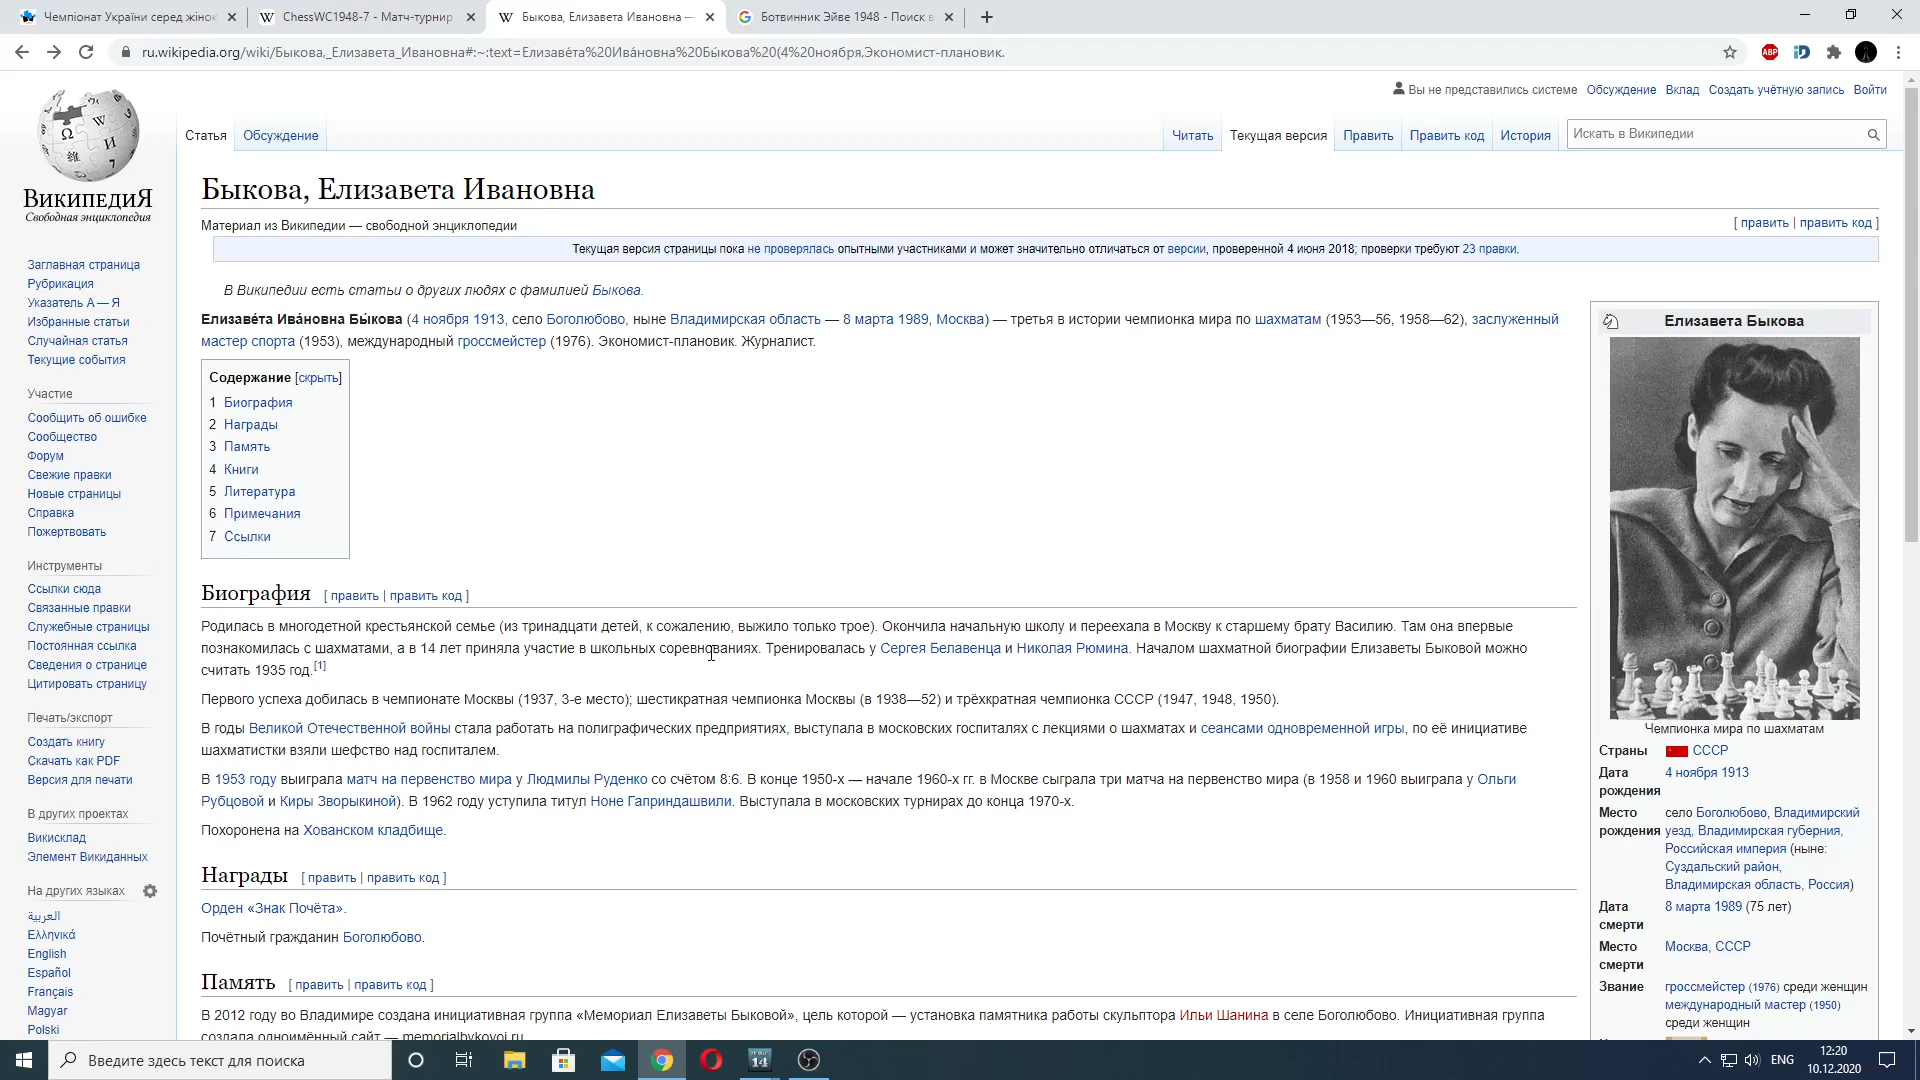 Чемпіонат України серед жінок
ChessWC1948-7 - Матч-турнир
Быкова, Елизавета Ивановна —
Ботвинник Эйве 1948 - Поиск в
ru.wikipedia.org/wiki/Быкова,_Елизавета_Ивановна#:~:text=Елизаве́та%20Ива́новна%20Бы́кова%20(4%20ноября,Экономист-плановик.
ABP
Вы не представились системе Обсуждение Вклад Создать учётную запись Войти
Статья Обсуждение Читать Текущая версия Править Править код История Искать в Википедии
ВикипедиЯ
Свободная энциклопедия
Заглавная страница
Рубрикация
Указатель А — Я
Избранные статьи
Случайная статья
Текущие события
Участие
Сообщить об ошибке
Сообщество
Форум
Свежие правки
Новые страницы
Справка
Пожертвовать
Инструменты
Ссылки сюда
Связанные правки
Служебные страницы
Постоянная ссылка
Сведения о странице
Цитировать страницу
Печать/экспорт
Создать книгу
Скачать как PDF
Версия для печати
В других проектах
Викисклад
Элемент Викиданных
На других языках
العربية
Ελληνικά
English
Español
Français
Magyar
Polski
Быкова, Елизавета Ивановна
Материал из Википедии — свободной энциклопедии
[ править | править код ]
Текущая версия страницы пока не проверялась опытными участниками и может значительно отличаться от версии, проверенной 4 июня 2018; проверки требуют 23 правки.
В Википедии есть статьи о других людях с фамилией Быкова.
Елизаве́та Ива́новна Бы́кова (4 ноября 1913, село Боголюбово, ныне Владимирская область — 8 марта 1989, Москва) — третья в истории чемпионка мира по шахматам (1953—56, 1958—62), заслуженный
мастер спорта (1953), международный гроссмейстер (1976). Экономист-плановик. Журналист.
Содержание [скрыть]
1 Биография
2 Награды
3 Память
4 Книги
5 Литература
6 Примечания
7 Ссылки
Биография [ править | править код ]
Родилась в многодетной крестьянской семье (из тринадцати детей, к сожалению, выжило только трое). Окончила начальную школу и переехала в Москву к старшему брату Василию. Там она впервые
познакомилась с шахматами, а в 14 лет приняла участие в школьных соревнованиях. Тренировалась у Сергея Белавенца и Николая Рюмина. Началом шахматной биографии Елизаветы Быковой можно
считать 1935 год.[1]
Первого успеха добилась в чемпионате Москвы (1937, 3-е место); шестикратная чемпионка Москвы (в 1938—52) и трёхкратная чемпионка СССР (1947, 1948, 1950).
В годы Великой Отечественной войны стала работать на полиграфических предприятиях, выступала в московских госпиталях с лекциями о шахматах и сеансами одновременной игры, по её инициативе
шахматистки взяли шефство над госпиталем.
В 1953 году выиграла матч на первенство мира у Людмилы Руденко со счётом 8:6. В конце 1950-х — начале 1960-х гг. в Москве сыграла три матча на первенство мира (в 1958 и 1960 выиграла у Ольги
Рубцовой и Киры Зворыкиной). В 1962 году уступила титул Ноне Гаприндашвили. Выступала в московских турнирах до конца 1970-х.
Похоронена на Хованском кладбище.
Награды [ править | править код ]
Орден «Знак Почёта».
Почётный гражданин Боголюбово.
Память [ править | править код ]
В 2012 году во Владимире создана инициативная группа «Мемориал Елизаветы Быковой», цель которой — установка памятника работы скульптора Ильи Шанина в селе Боголюбово. Инициативная группа
создала одноимённый сайт — memorialbykovoi.ru
Елизавета Быкова
Чемпионка мира по шахматам
Страны СССР
Дата рождения 4 ноября 1913
Место рождения село Боголюбово, Владимирский
уезд, Владимирская губерния,
Российская империя (ныне:
Суздальский район,
Владимирская область, Россия)
Дата смерти 8 марта 1989 (75 лет)
Место смерти Москва, СССР
Звание гроссмейстер (1976) среди женщин
международный мастер (1950)
среди женщин
Введите здесь текст для поиска
14
ENG
12:20
10.12.2020